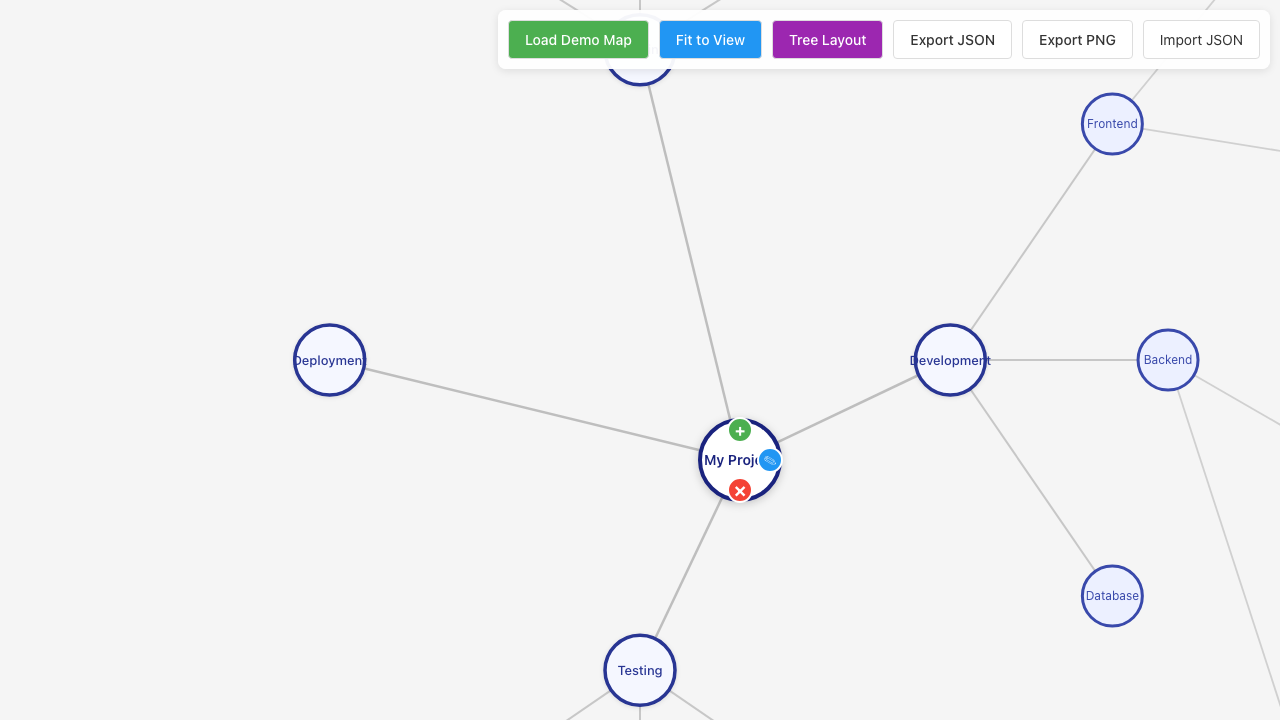 Load Demo Map
Fit to View
Tree Layout
Export JSON
Export PNG
Import JSON
Frontend
Deployment
Development
Backend
My Proje
Database
Testing